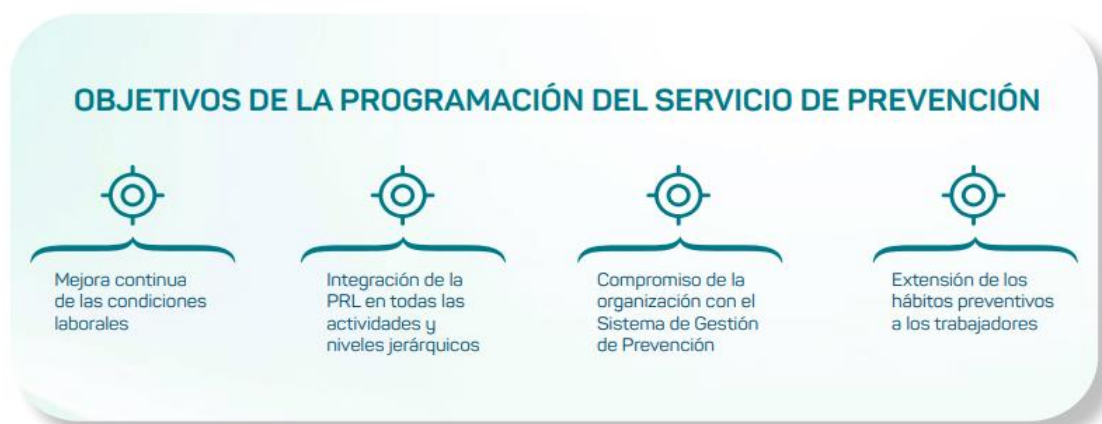 OBJETIVOS DE LA PROGRAMACIÓN DEL SERVICIO DE PREVENCIÓN
Mejora continua
de las condiciones
laborales
Integración de la
PRL en todas las
actividades y
niveles jerárquicos
Compromiso de la
organización con el
Sistema de Gestión
de Prevención
Extensión de los
hábitos preventivos
a los trabajadores